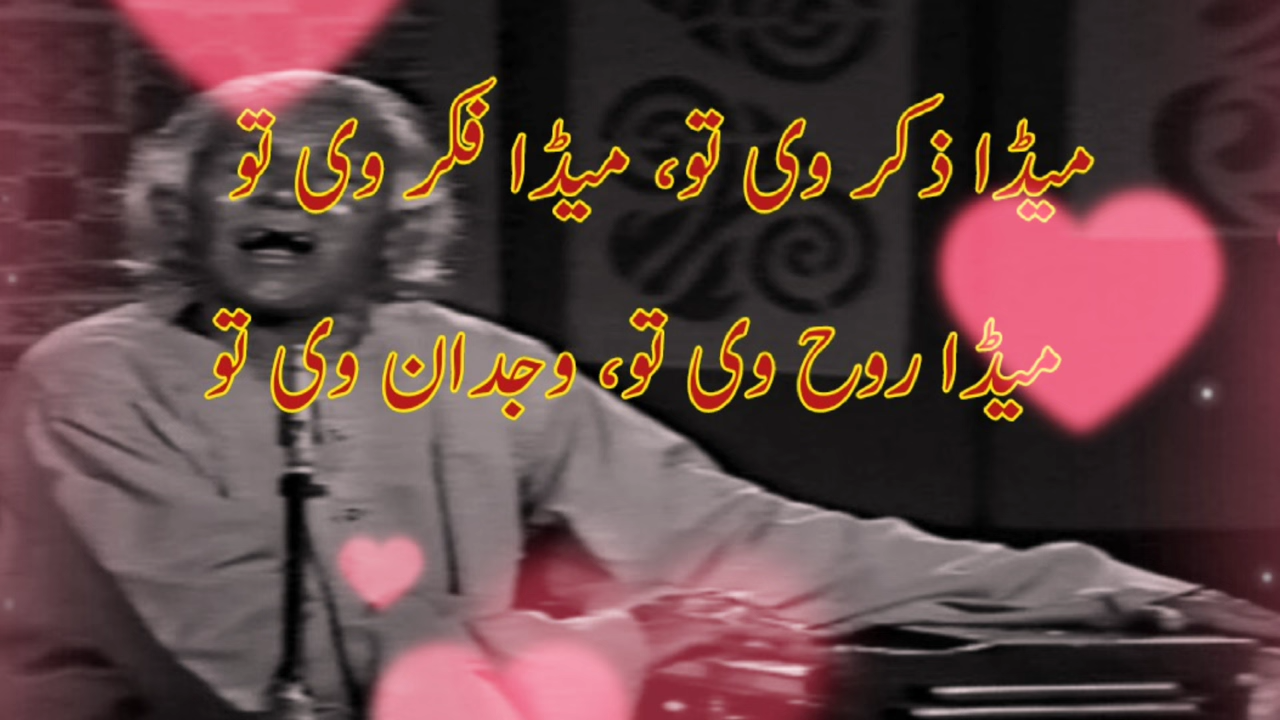 میڈا ذکر وی تو، میڈا فکر وی تو
میڈا روح وی تو، وجدان وی تو